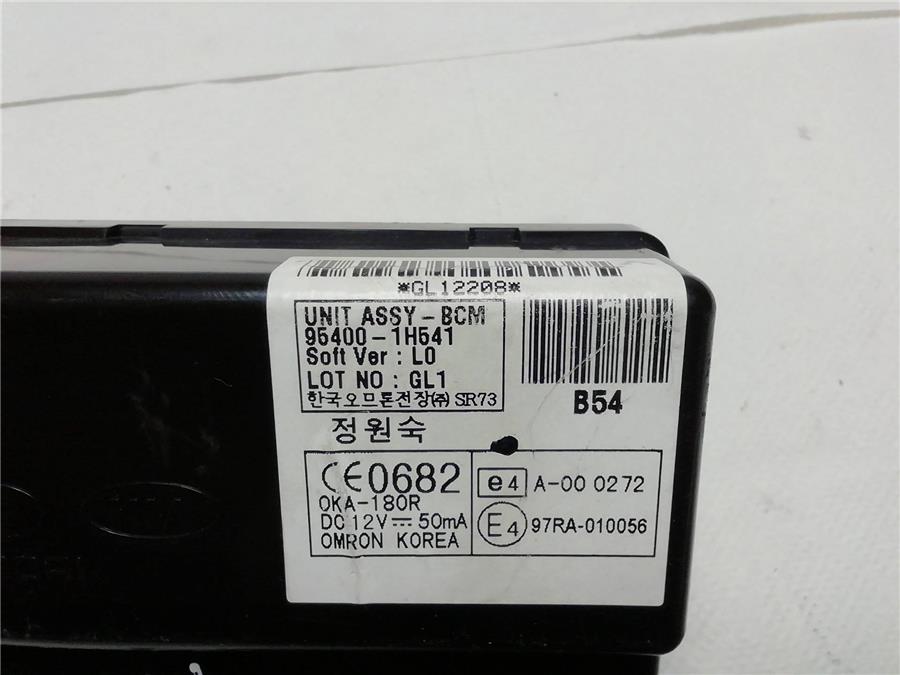 *GL12208*
UNIT ASSY-BCM
95400-1H541
Soft Ver : L0
LOT NO : GL1
한국오므론전장㈜ SR73
B54
정원숙
CE0682
OKA-180R
DC 12V⎓50mA
OMRON KOREA
e4 A-00 0272
E4 97RA-010056